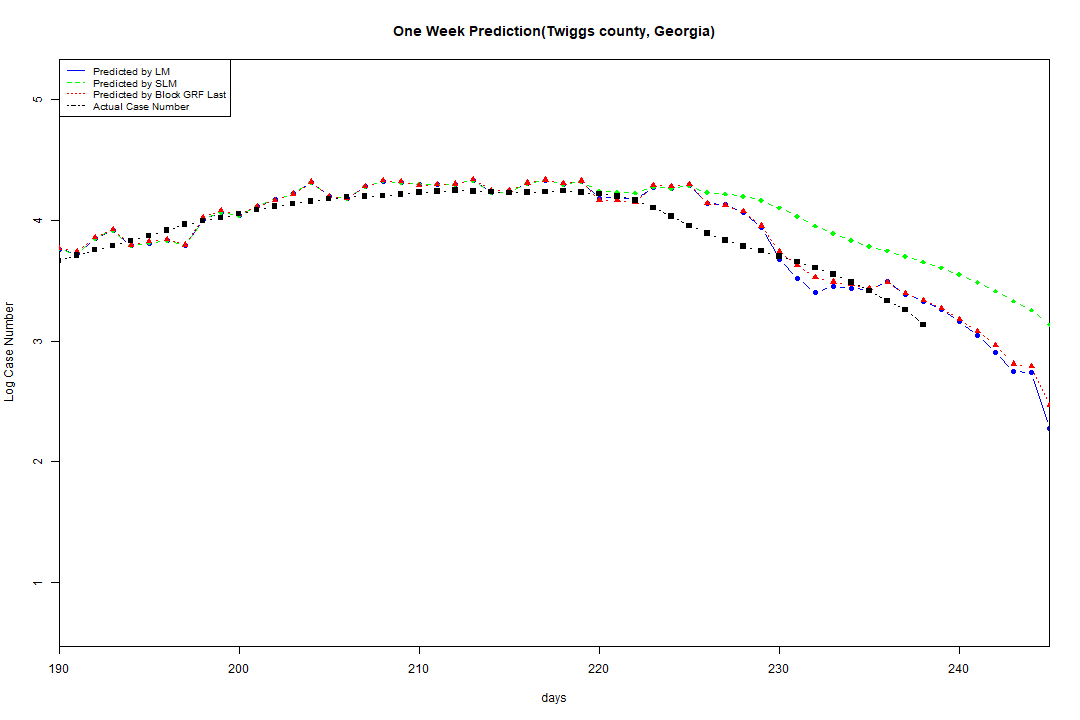 One Week Prediction(Twiggs county, Georgia)
Predicted by LM
Predicted by SLM
Predicted by Block GRF Last
Actual Case Number
5
4
3
2
1
Log Case Number
190 200 210 220 230 240
days